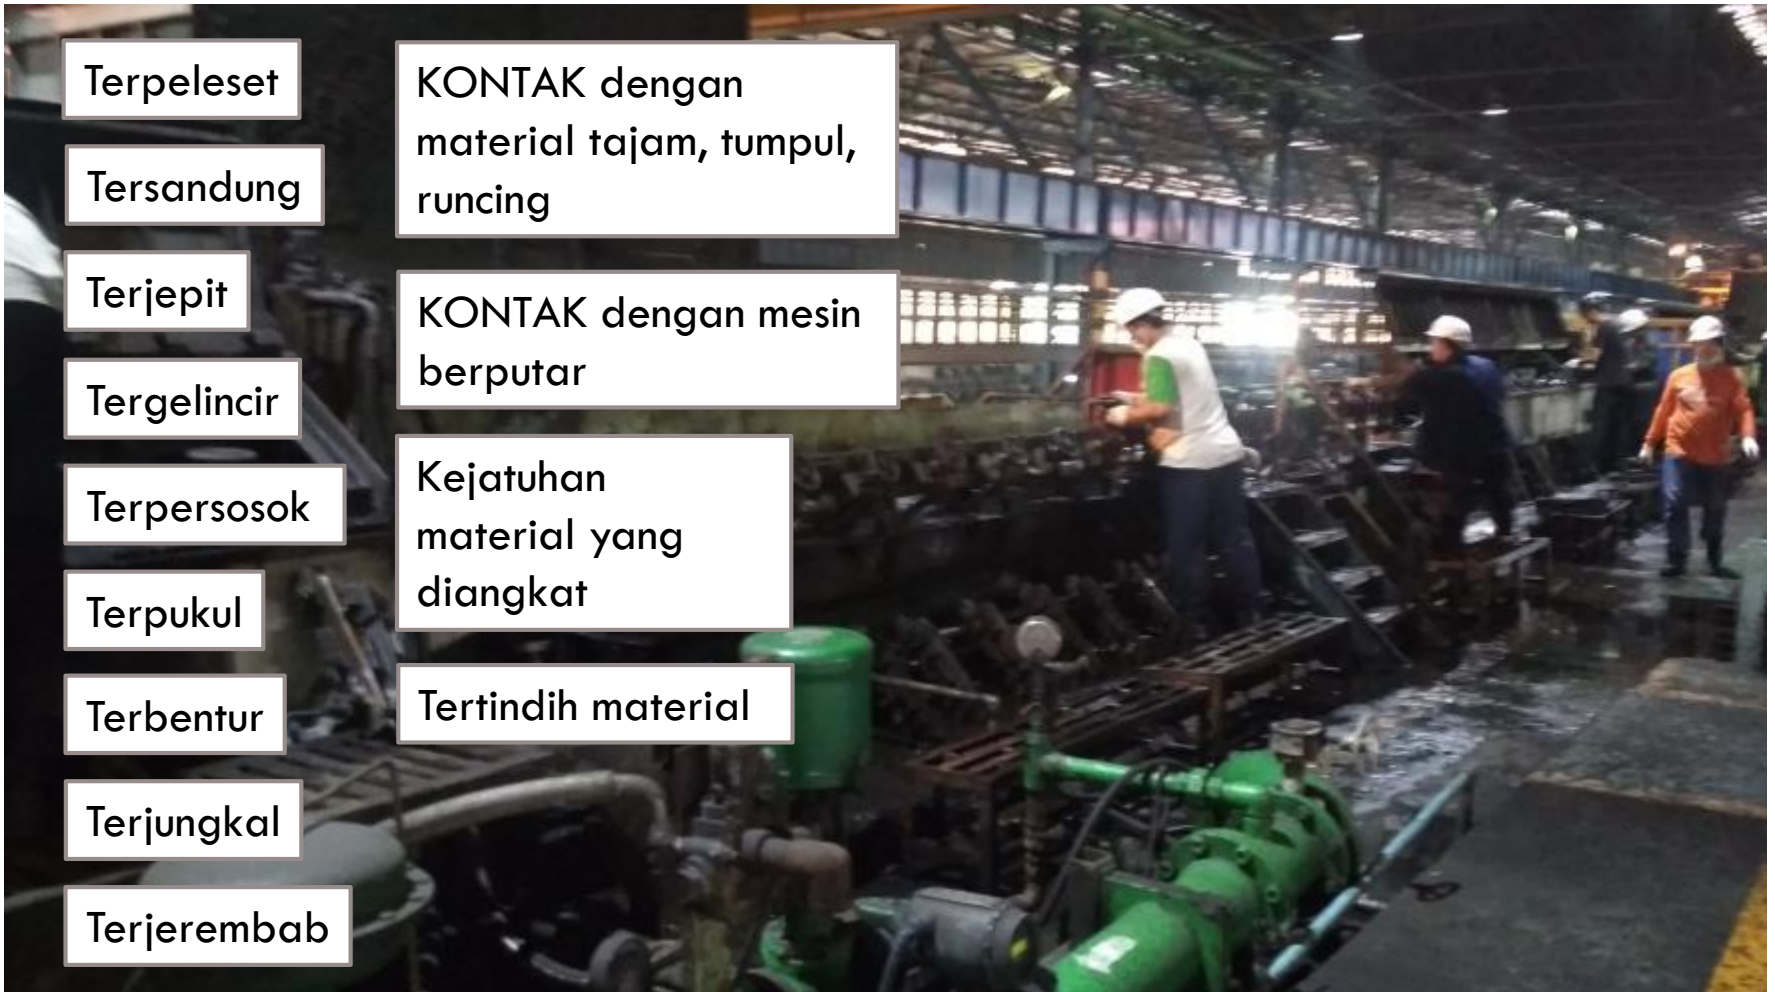 Terpeleset
Tersandung
Terjepit
Tergelincir
Terpersosok
Terpukul
Terbentur
Terjungkal
Terjerembab
KONTAK dengan
material tajam, tumpul,
runcing
KONTAK dengan mesin
berputar
Kejatuhan
material yang
diangkat
Tertindih material